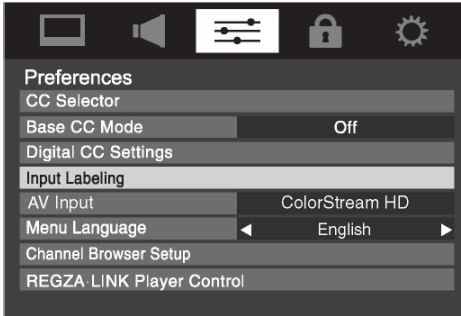 Preferences
CC Selector
Base CC Mode Off
Digital CC Settings
Input Labeling
AV Input ColorStream HD
Menu Language English
Channel Browser Setup
REGZA·LINK Player Control